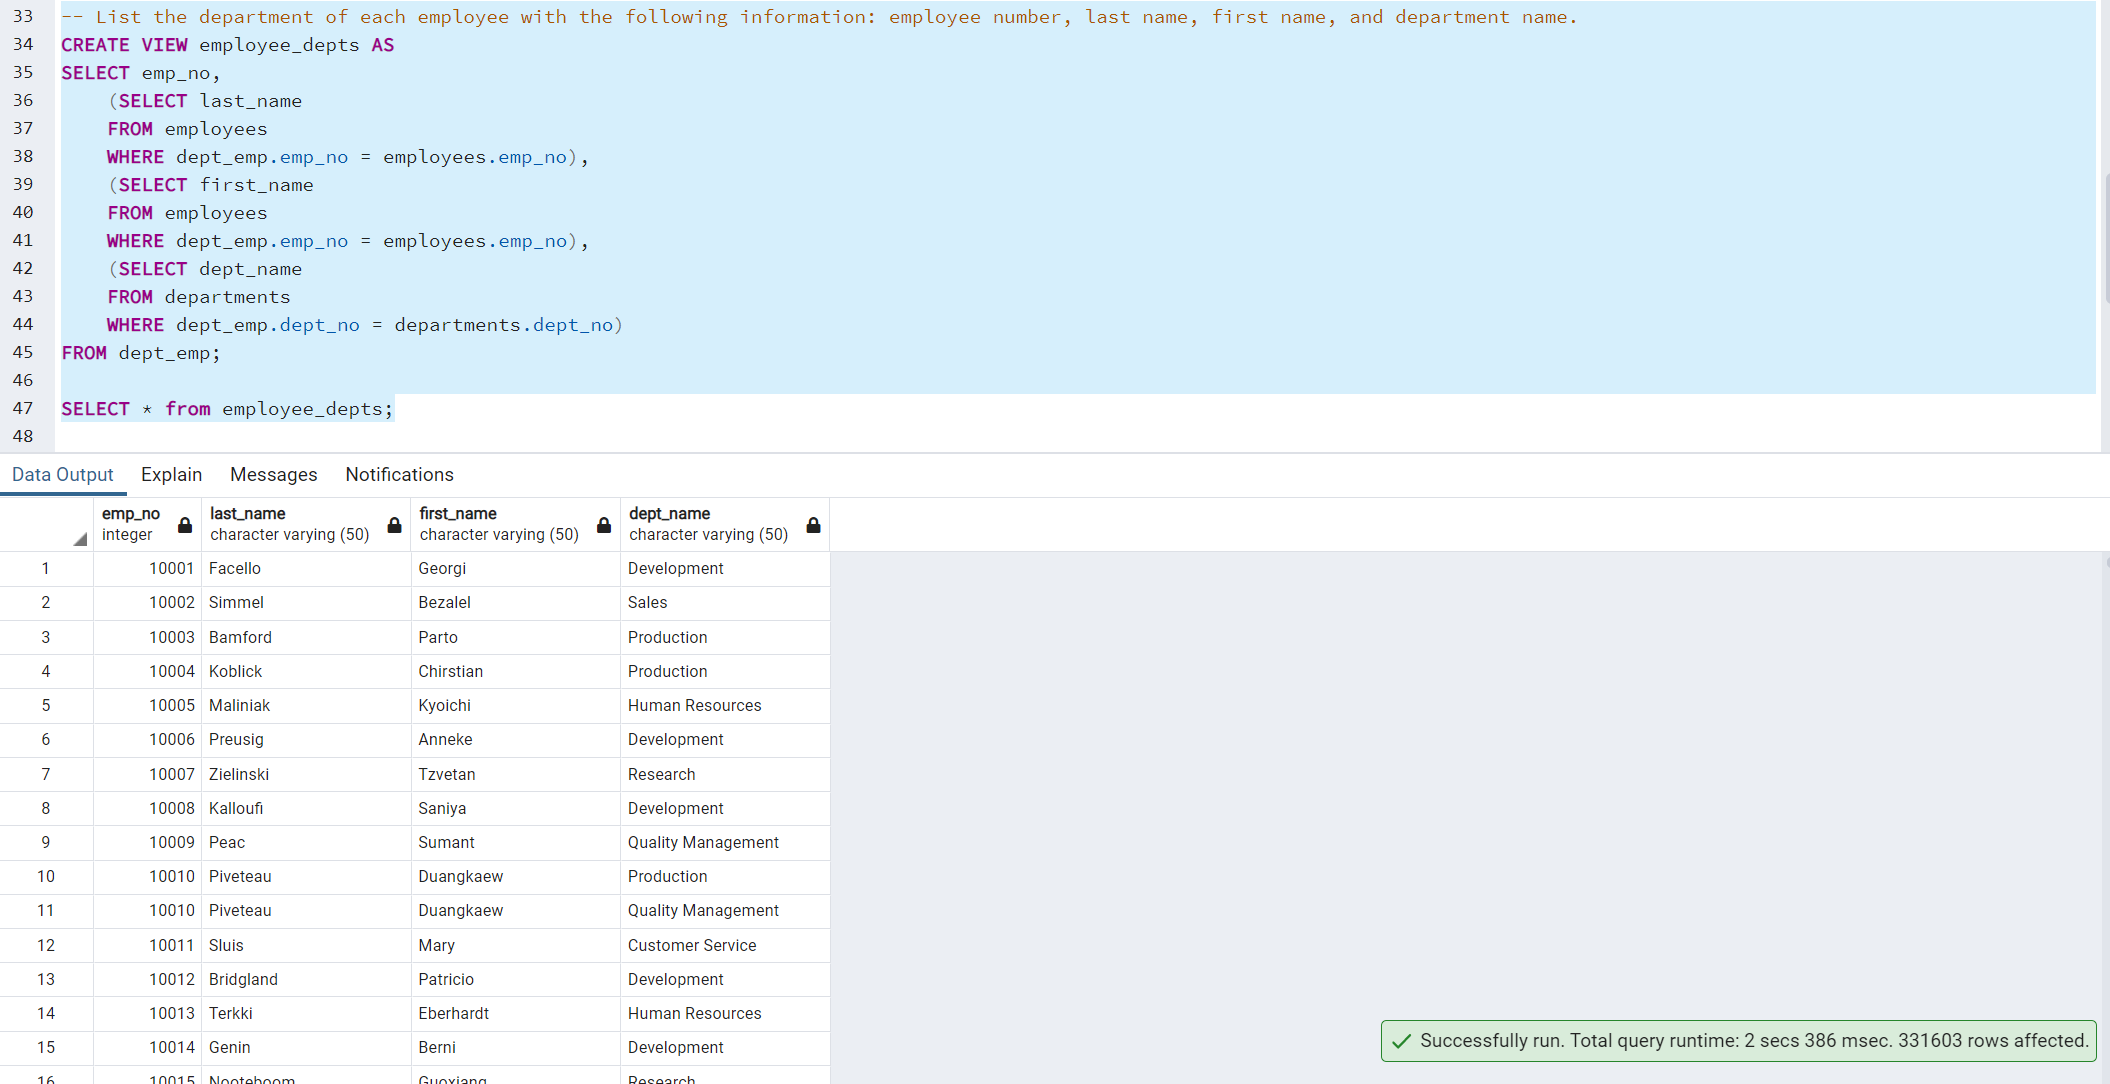 33 -- List the department of each employee with the following information: employee number, last name, first name, and department name.
34 CREATE VIEW employee_depts AS
35 SELECT emp_no,
36     (SELECT last_name
37     FROM employees
38     WHERE dept_emp.emp_no = employees.emp_no),
39     (SELECT first_name
40     FROM employees
41     WHERE dept_emp.emp_no = employees.emp_no),
42     (SELECT dept_name
43     FROM departments
44     WHERE dept_emp.dept_no = departments.dept_no)
45 FROM dept_emp;
46
47 SELECT * from employee_depts;
48
Data Output Explain Messages Notifications
emp_no last_name first_name dept_name
integer character varying (50) character varying (50) character varying (50)
1 10001 Facello Georgi Development
2 10002 Simmel Bezalel Sales
3 10003 Bamford Parto Production
4 10004 Koblick Chirstian Production
5 10005 Maliniak Kyoichi Human Resources
6 10006 Preusig Anneke Development
7 10007 Zielinski Tzvetan Research
8 10008 Kalloufi Saniya Development
9 10009 Peac Sumant Quality Management
10 10010 Piveteau Duangkaew Production
11 10010 Piveteau Duangkaew Quality Management
12 10011 Sluis Mary Customer Service
13 10012 Bridgland Patricio Development
14 10013 Terkki Eberhardt Human Resources
15 10014 Genin Berni Development
16 10015 Nooteboom Guoxiang Research
Successfully run. Total query runtime: 2 secs 386 msec. 331603 rows affected.